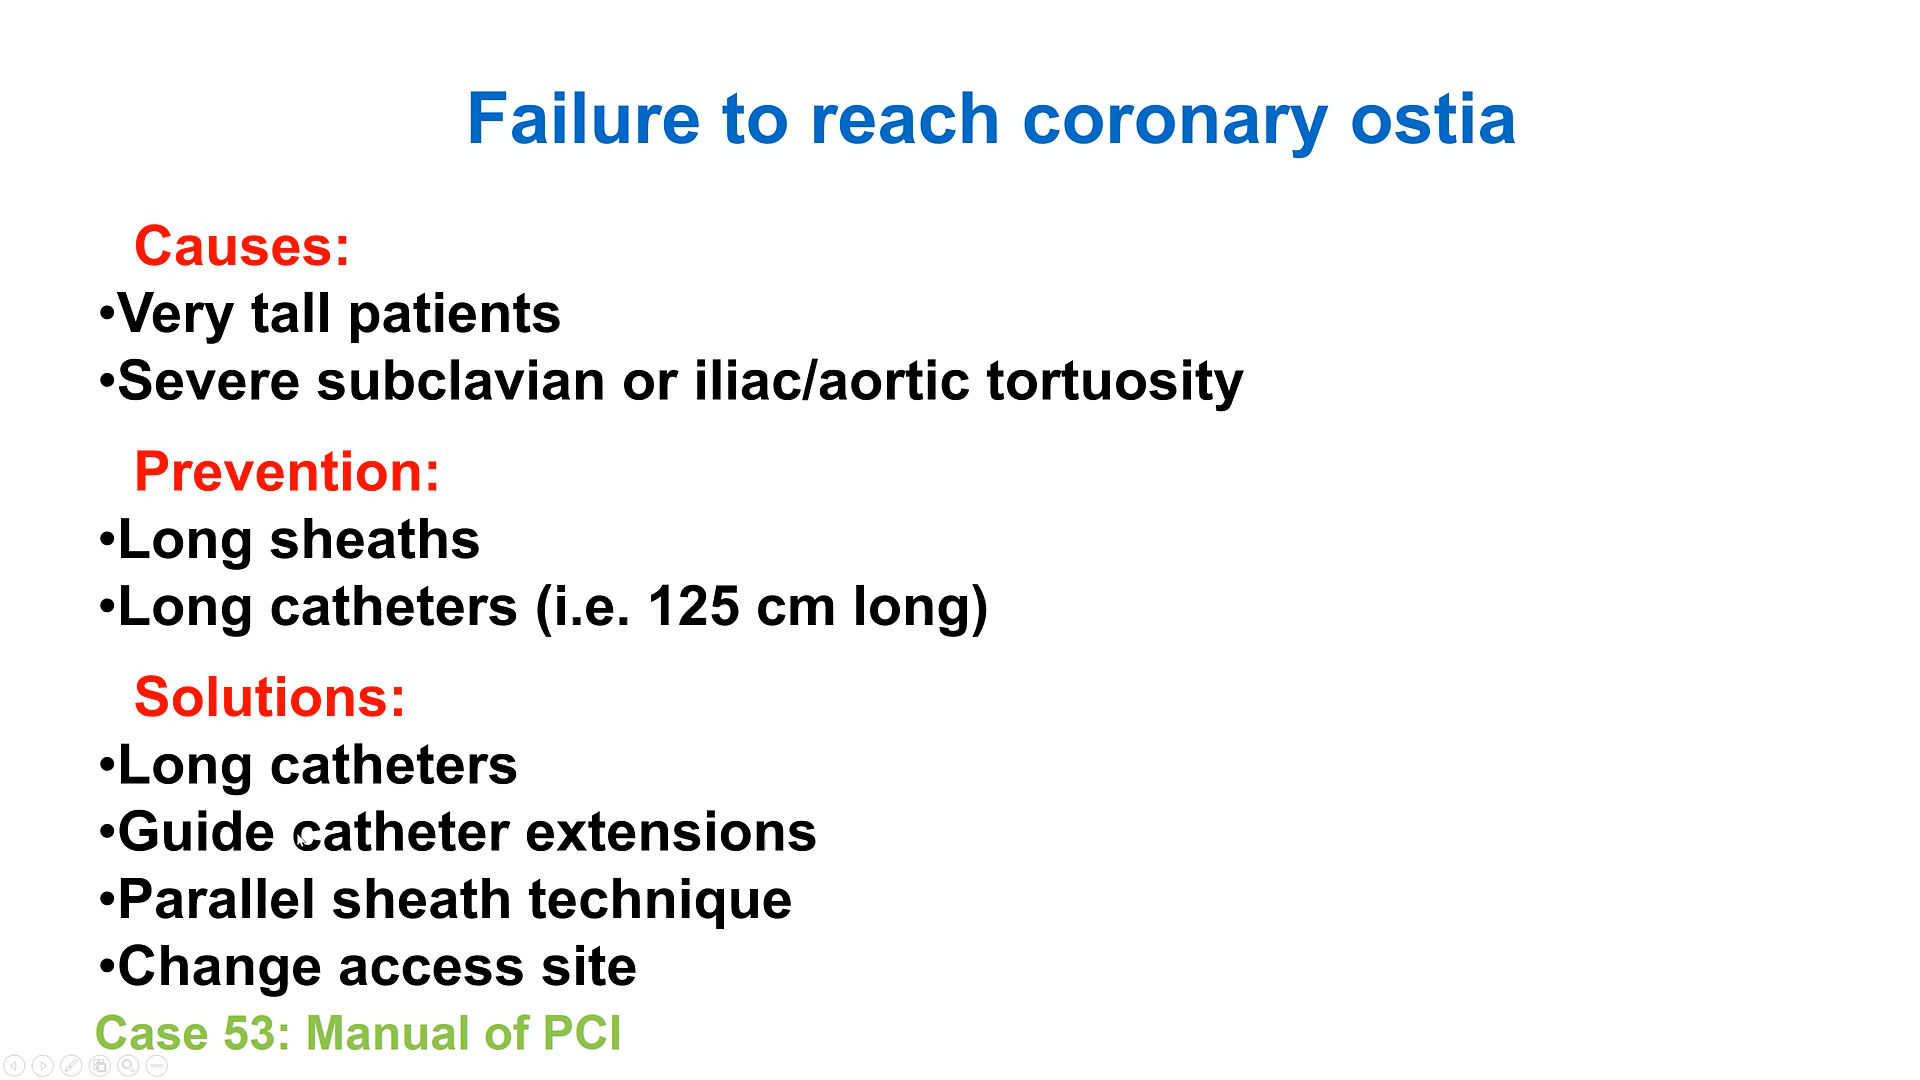 Failure to reach coronary ostia
Causes:
•Very tall patients
•Severe subclavian or iliac/aortic tortuosity
Prevention:
•Long sheaths
•Long catheters (i.e. 125 cm long)
Solutions:
•Long catheters
•Guide catheter extensions
•Parallel sheath technique
•Change access site
Case 53: Manual of PCI